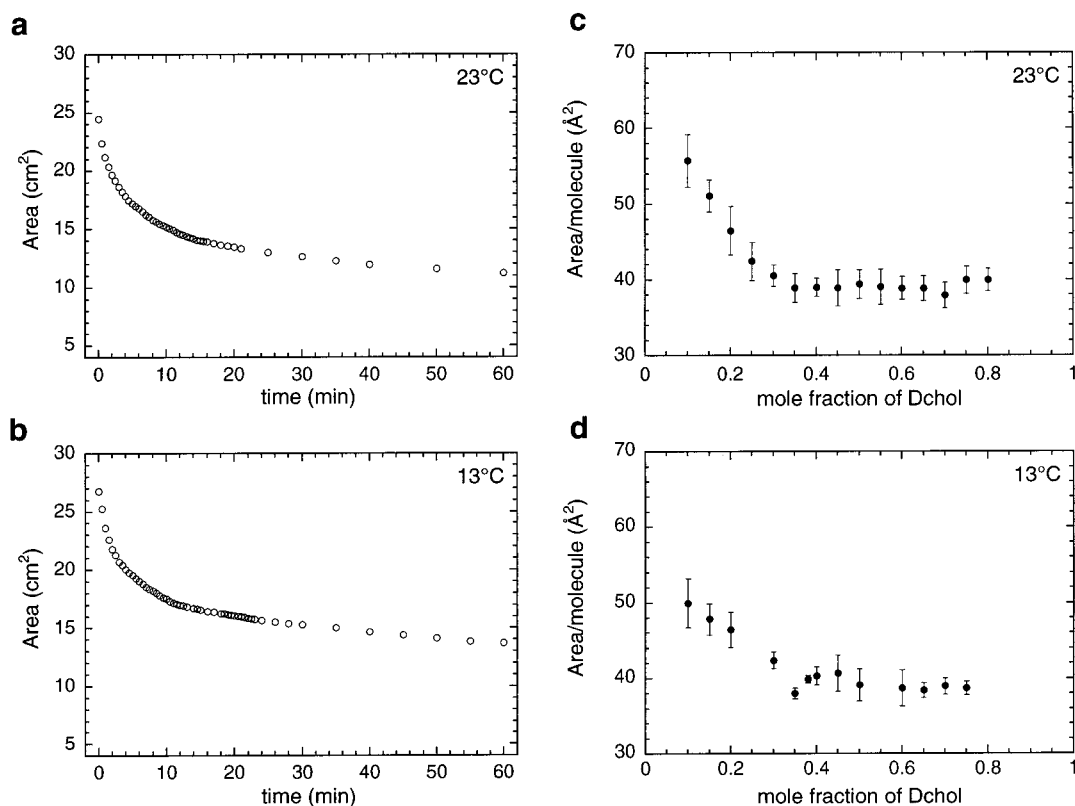 a
30
25
20
15
10
5
23°C
Area (cm²)
0 10 20 30 40 50 60
time (min)
b
30
25
20
15
10
5
13°C
Area (cm²)
0 10 20 30 40 50 60
time (min)
c
70
60
50
40
30
23°C
Area/molecule (Å²)
0 0.2 0.4 0.6 0.8 1
mole fraction of Dchol
d
70
60
50
40
30
13°C
Area/molecule (Å²)
0 0.2 0.4 0.6 0.8 1
mole fraction of Dchol